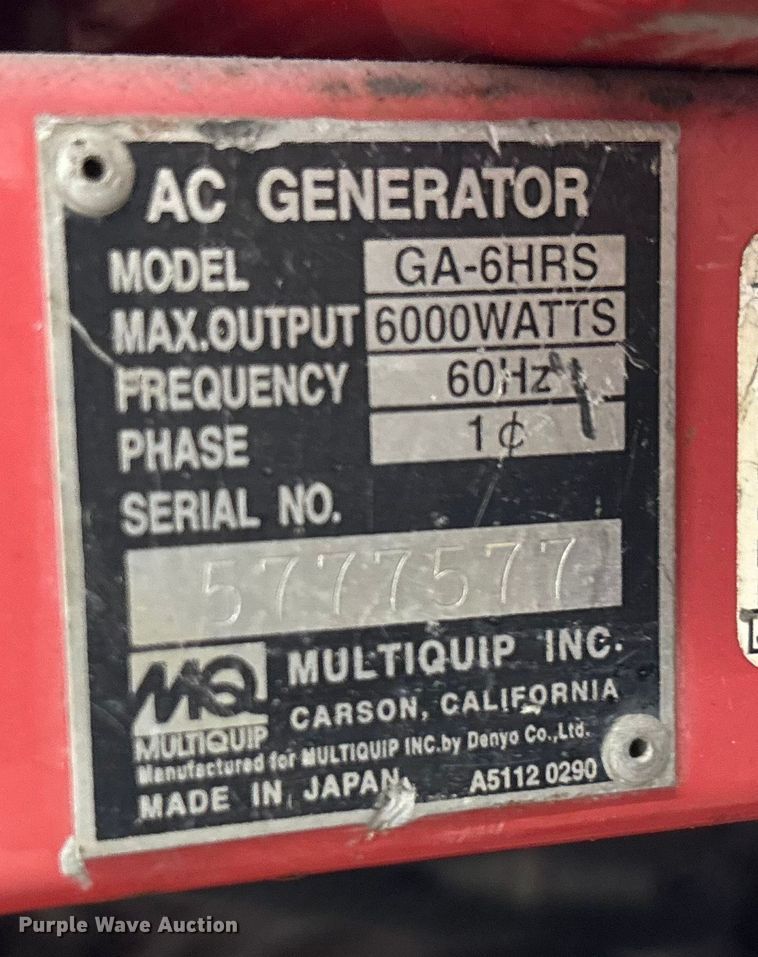 AC GENERATOR
MODEL GA-6HRS
MAX.OUTPUT 6000WATTS
FREQUENCY 60Hz
PHASE 1¢
SERIAL NO.
5777577
MQ MULTIQUIP INC.
CARSON, CALIFORNIA
MULTIQUIP
Manufactured for MULTIQUIP INC.by Denyo Co.,Ltd.
MADE IN JAPAN. A5112 0290
Purple Wave Auction